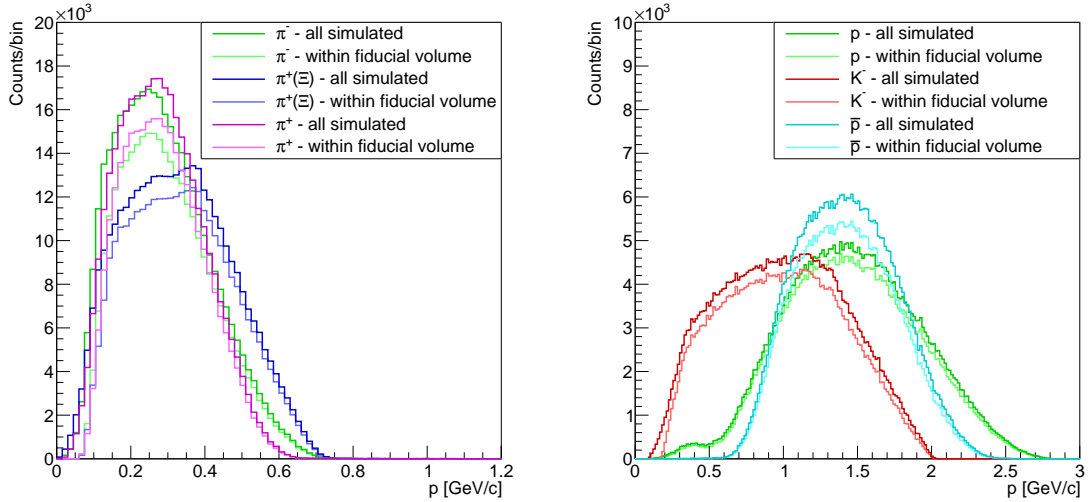 ×10³
20
18
16
14
12
10
8
6
4
2
0
Counts/bin
π⁻ - all simulated
π⁻ - within fiducial volume
π⁺(Ξ) - all simulated
π⁺(Ξ) - within fiducial volume
π⁺ - all simulated
π⁺ - within fiducial volume
0 0.2 0.4 0.6 0.8 1 1.2
p [GeV/c]
×10³
10
9
8
7
6
5
4
3
2
1
0
Counts/bin
p - all simulated
p - within fiducial volume
K⁻ - all simulated
K⁻ - within fiducial volume
p̅ - all simulated
p̅ - within fiducial volume
0 0.5 1 1.5 2 2.5 3
p [GeV/c]